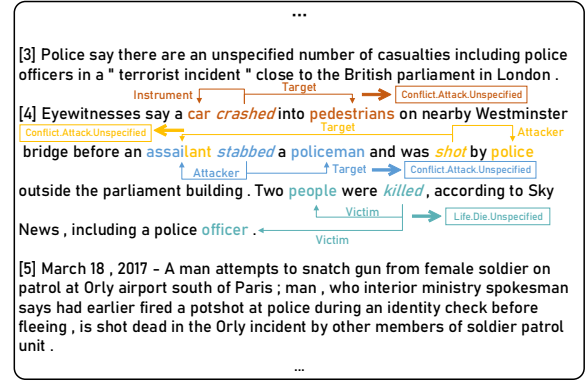 ...
[3] Police say there are an unspecified number of casualties including police
officers in a " terrorist incident " close to the British parliament in London .
Instrument Target Conflict.Attack.Unspecified
[4] Eyewitnesses say a car crashed into pedestrians on nearby Westminster
Conflict.Attack.Unspecified Target Attacker
bridge before an assailant stabbed a policeman and was shot by police
Attacker Target Conflict.Attack.Unspecified
outside the parliament building . Two people were killed , according to Sky
Victim Life.Die.Unspecified
News , including a police officer .
Victim
[5] March 18 , 2017 - A man attempts to snatch gun from female soldier on
patrol at Orly airport south of Paris ; man , who interior ministry spokesman
says had earlier fired a potshot at police during an identity check before
fleeing , is shot dead in the Orly incident by other members of soldier patrol
unit .
...